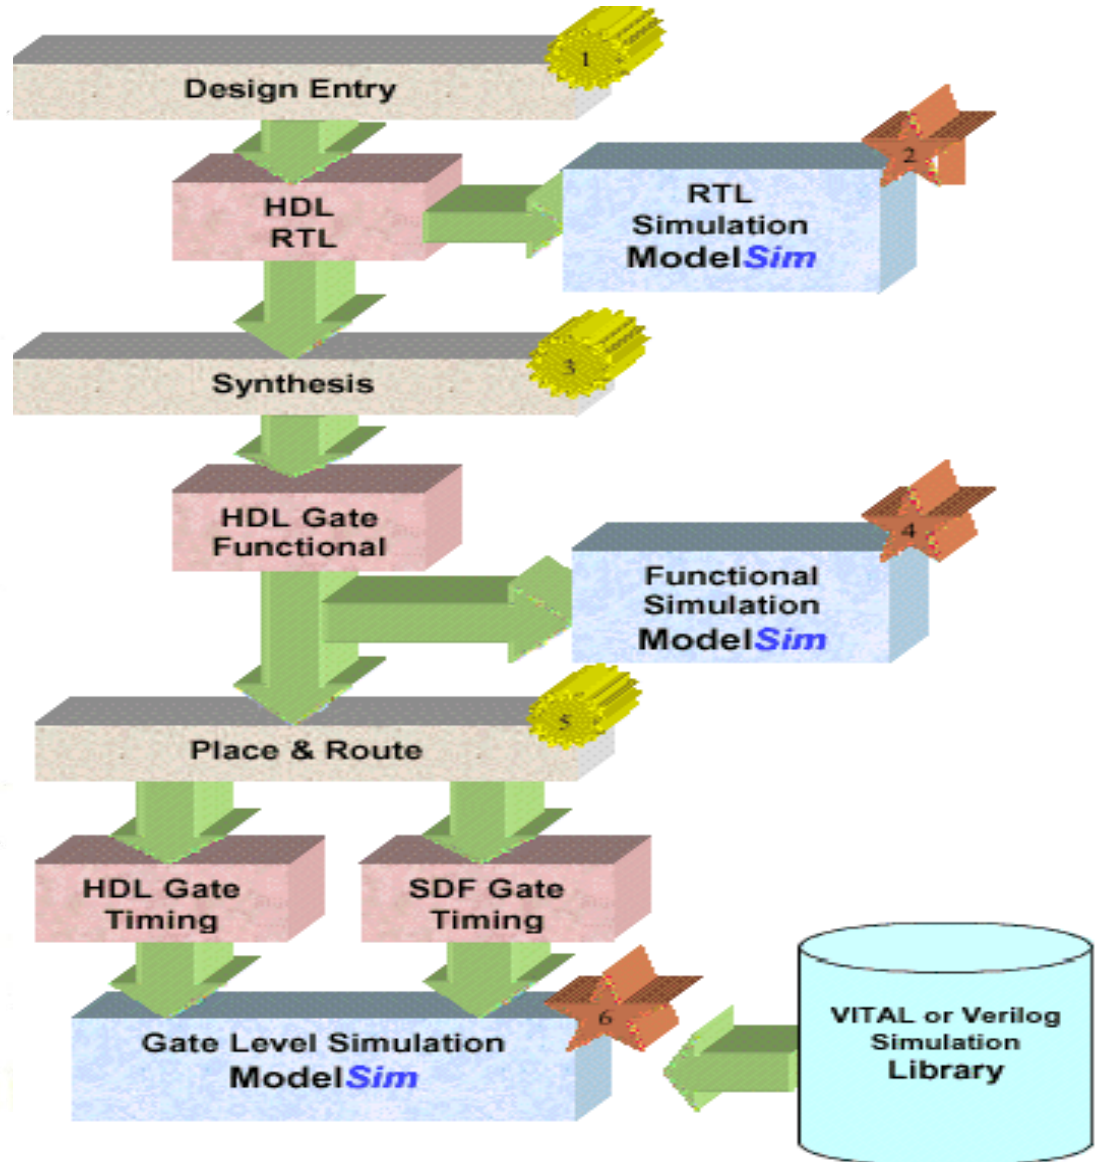 1
Design Entry
2
HDL
RTL
RTL
Simulation
ModelSim
3
Synthesis
HDL Gate
Functional
4
Functional
Simulation
ModelSim
5
Place & Route
HDL Gate
Timing
SDF Gate
Timing
6
Gate Level Simulation
ModelSim
VITAL or Verilog
Simulation
Library